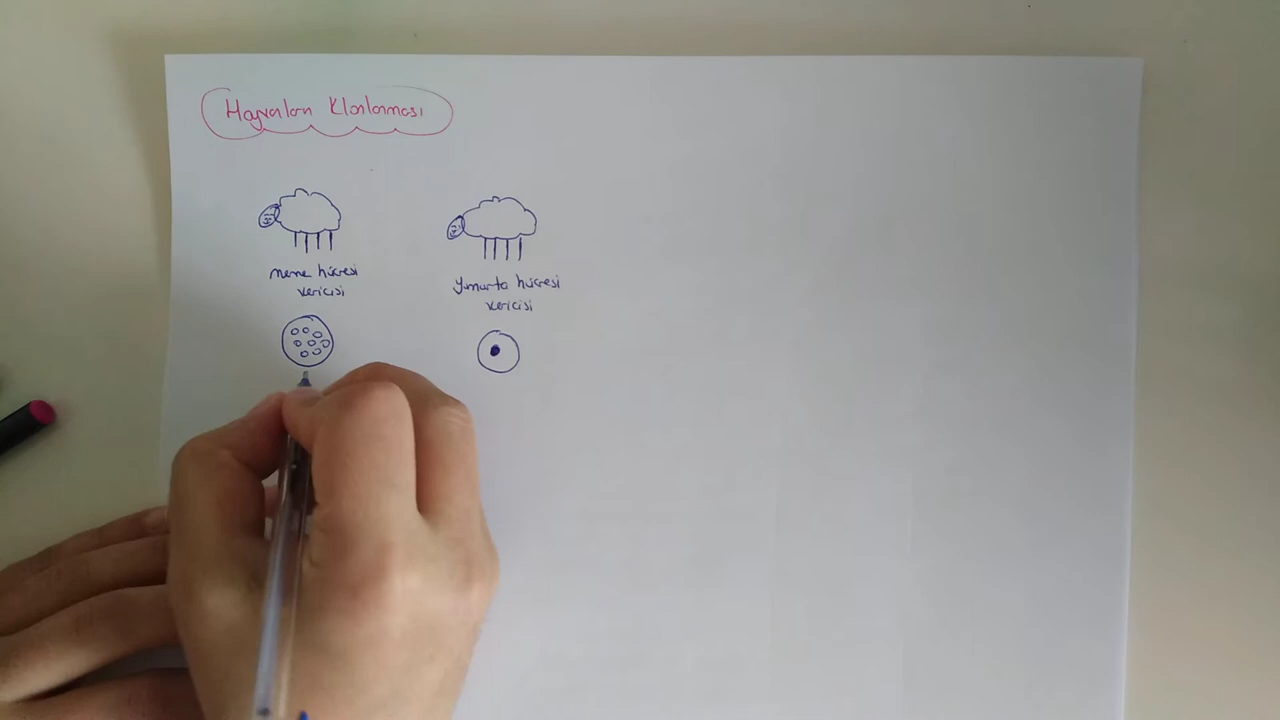 Hayvanların Klonlanması
meme hücresi
vericisi
yumurta hücresi
vericisi